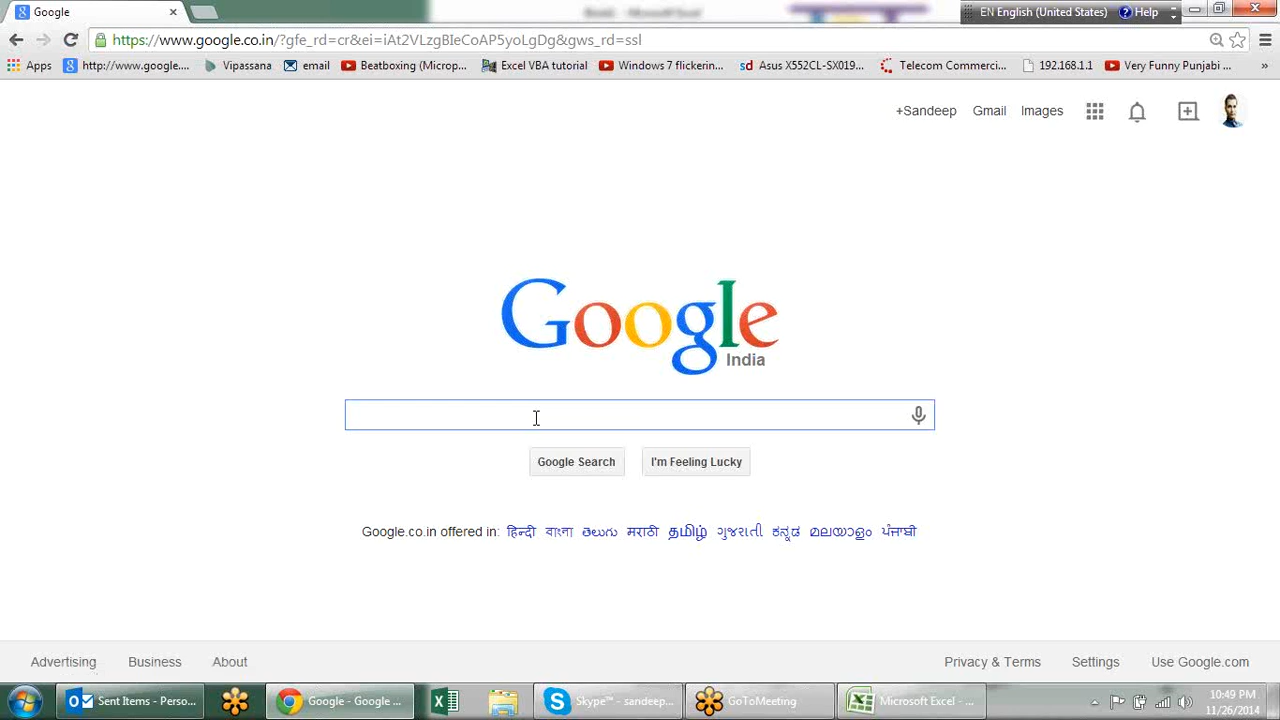 Google
EN English (United States) Help
https://www.google.co.in/?gfe_rd=cr&ei=iAt2VLzgBIeCoAP5yoLgDg&gws_rd=ssl
Apps http://www.google.... Vipassana email Beatboxing (Microp... Excel VBA tutorial Windows 7 flickerin... sd Asus X552CL-SX019... Telecom Commerci... 192.168.1.1 Very Funny Punjabi ... »
+Sandeep Gmail Images
Google
India
Google Search I'm Feeling Lucky
Google.co.in offered in: हिन्दी বাংলা తెలుగు मराठी தமிழ் ગુજરાતી ಕನ್ನಡ മലയാളം ਪੰਜਾਬੀ
Advertising Business About Privacy & Terms Settings Use Google.com
Sent Items - Perso... Google - Google ... Skype™ - sandeep... GoToMeeting Microsoft Excel - ... 10:49 PM
11/26/2014